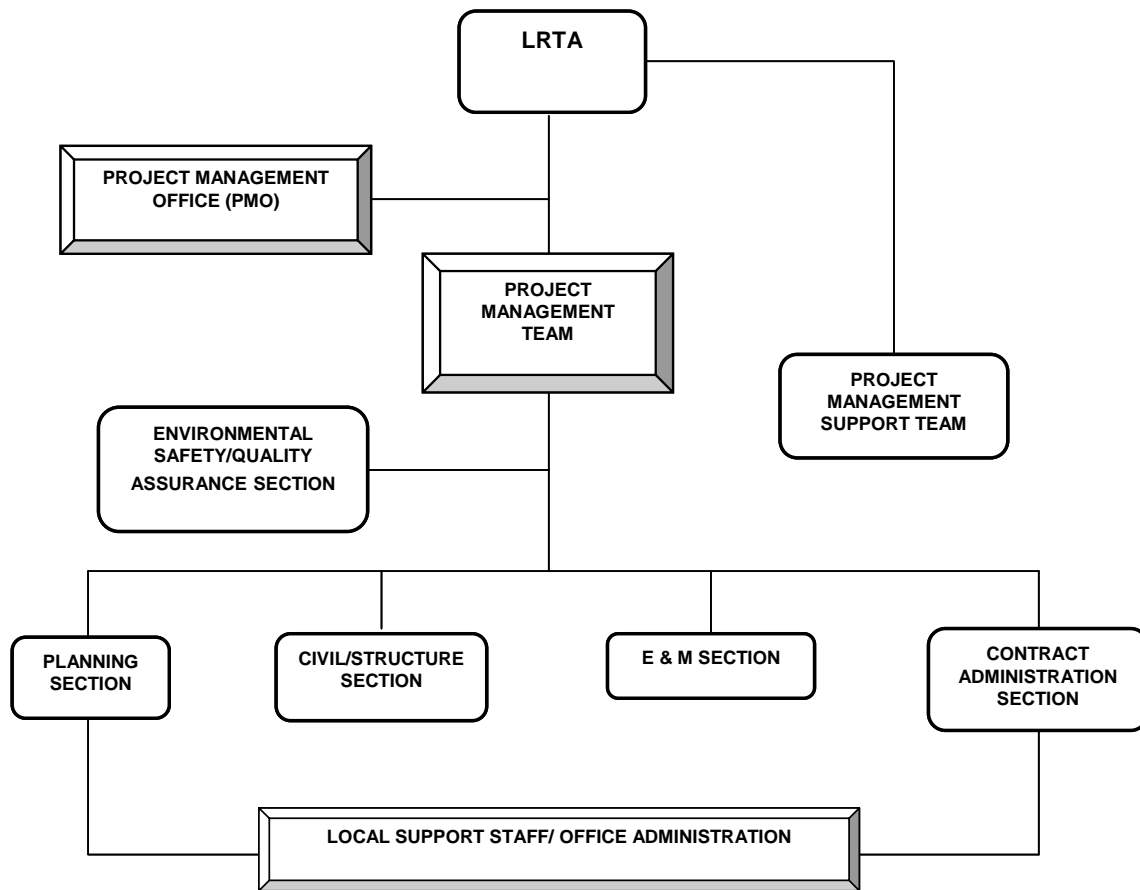 LRTA
PROJECT MANAGEMENT
OFFICE (PMO)
PROJECT
MANAGEMENT
TEAM
PROJECT
MANAGEMENT
SUPPORT TEAM
ENVIRONMENTAL
SAFETY/QUALITY
ASSURANCE SECTION
PLANNING
SECTION
CIVIL/STRUCTURE
SECTION
E & M SECTION
CONTRACT
ADMINISTRATION
SECTION
LOCAL SUPPORT STAFF/ OFFICE ADMINISTRATION